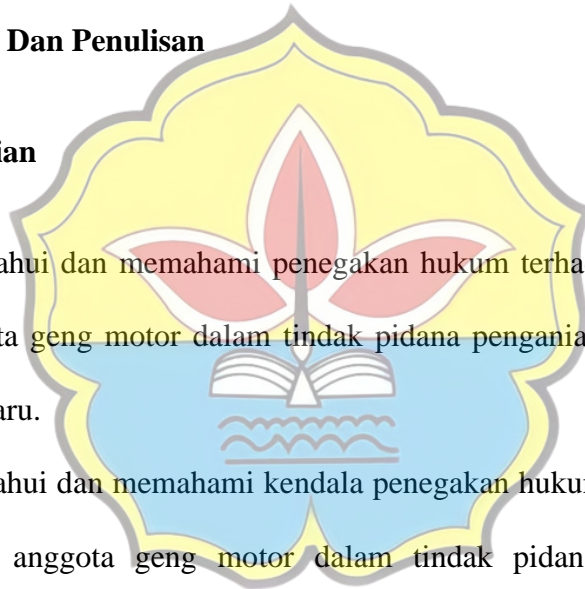 Dan Penulisan
ian
ahui dan memahami penegakan hukum terha
ta geng motor dalam tindak pidana pengania
aru.
ahui dan memahami kendala penegakan hukum
anggota geng motor dalam tindak pidan